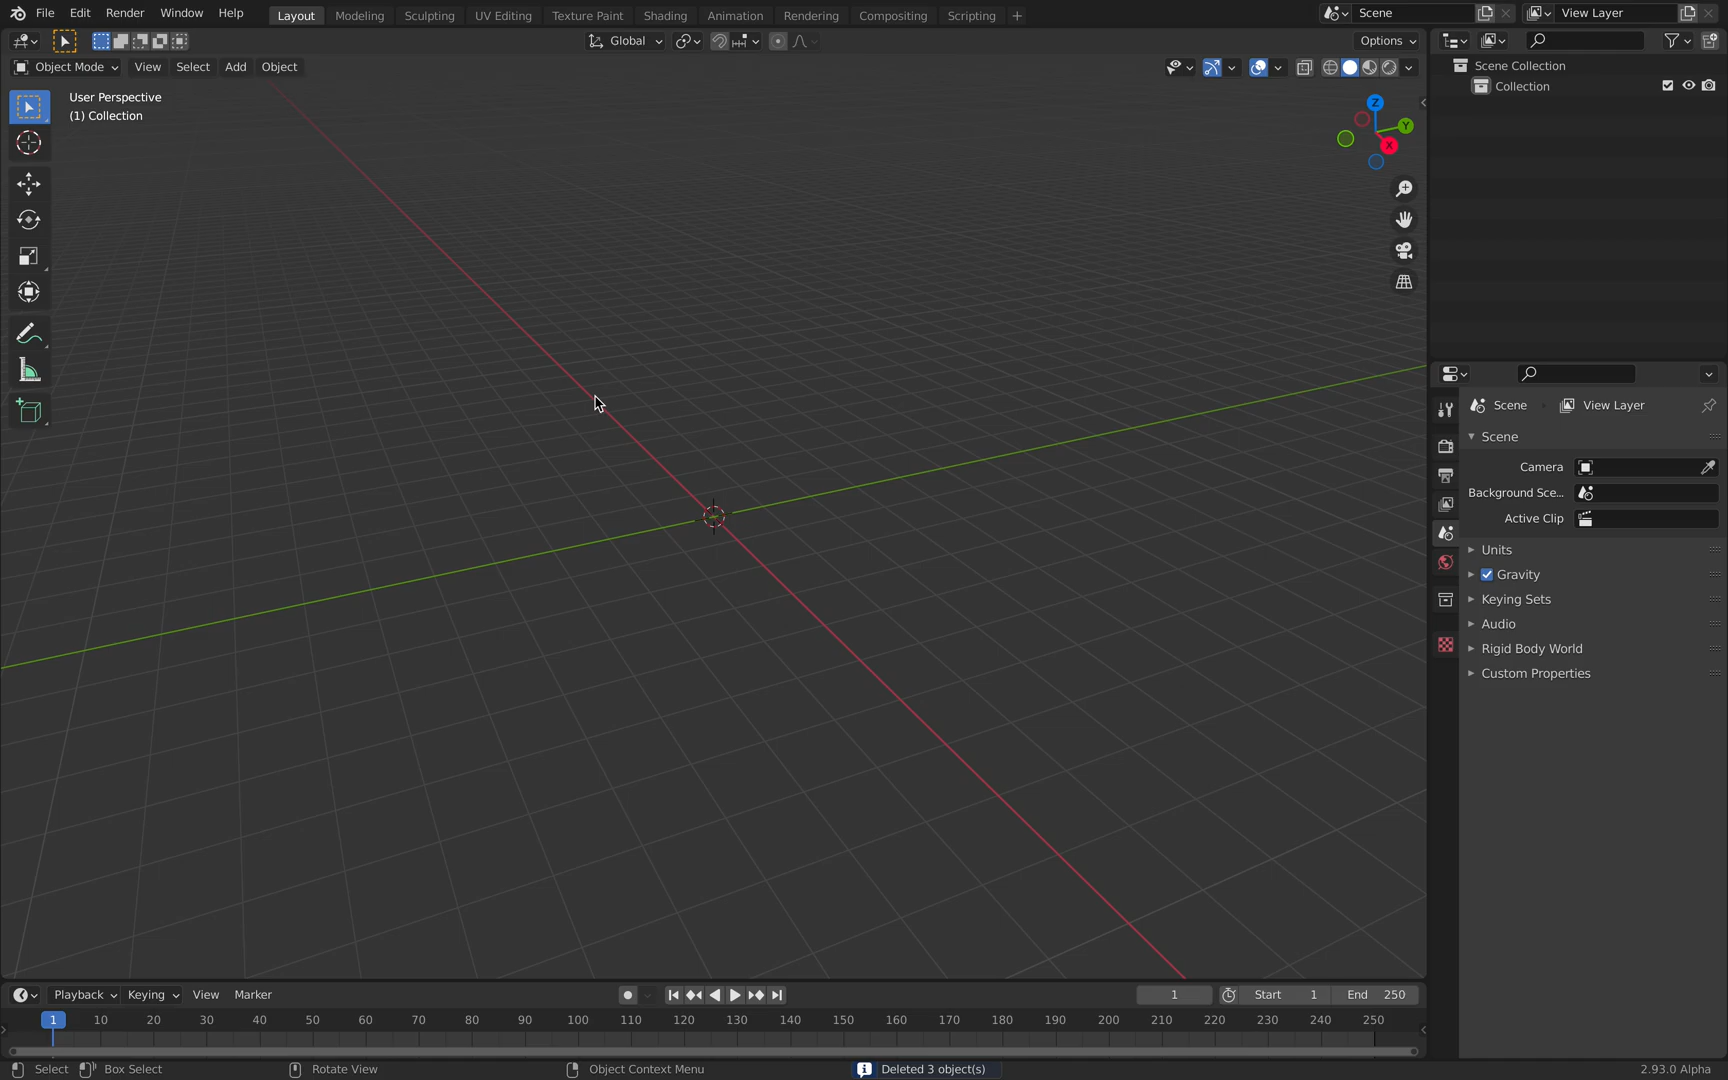 File Edit Render Window Help Layout Modeling Sculpting UV Editing Texture Paint Shading Animation Rendering Compositing Scripting + Scene View Layer
Global Options
Object Mode View Select Add Object
User Perspective
(1) Collection
Z
Y
X
Scene Collection
Collection
Scene View Layer
Scene
Camera
Background Sce...
Active Clip
Units
Gravity
Keying Sets
Audio
Rigid Body World
Custom Properties
Playback Keying View Marker 1 Start 1 End 250
1 10 20 30 40 50 60 70 80 90 100 110 120 130 140 150 160 170 180 190 200 210 220 230 240 250
Select Box Select Rotate View Object Context Menu Deleted 3 object(s) 2.93.0 Alpha